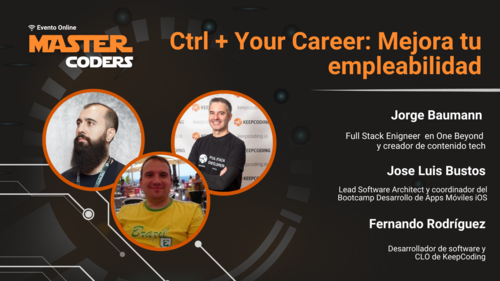 Evento Online
MASTER
CODERS
Ctrl + Your Career: Mejora tu
empleabilidad
Jorge Baumann
Full Stack Enigneer en One Beyond
y creador de contenido tech
Jose Luis Bustos
Lead Software Architect y coordinador del
Bootcamp Desarrollo de Apps Móviles iOS
Fernando Rodríguez
Desarrollador de software y
CLO de KeepCoding
KEEPCODING